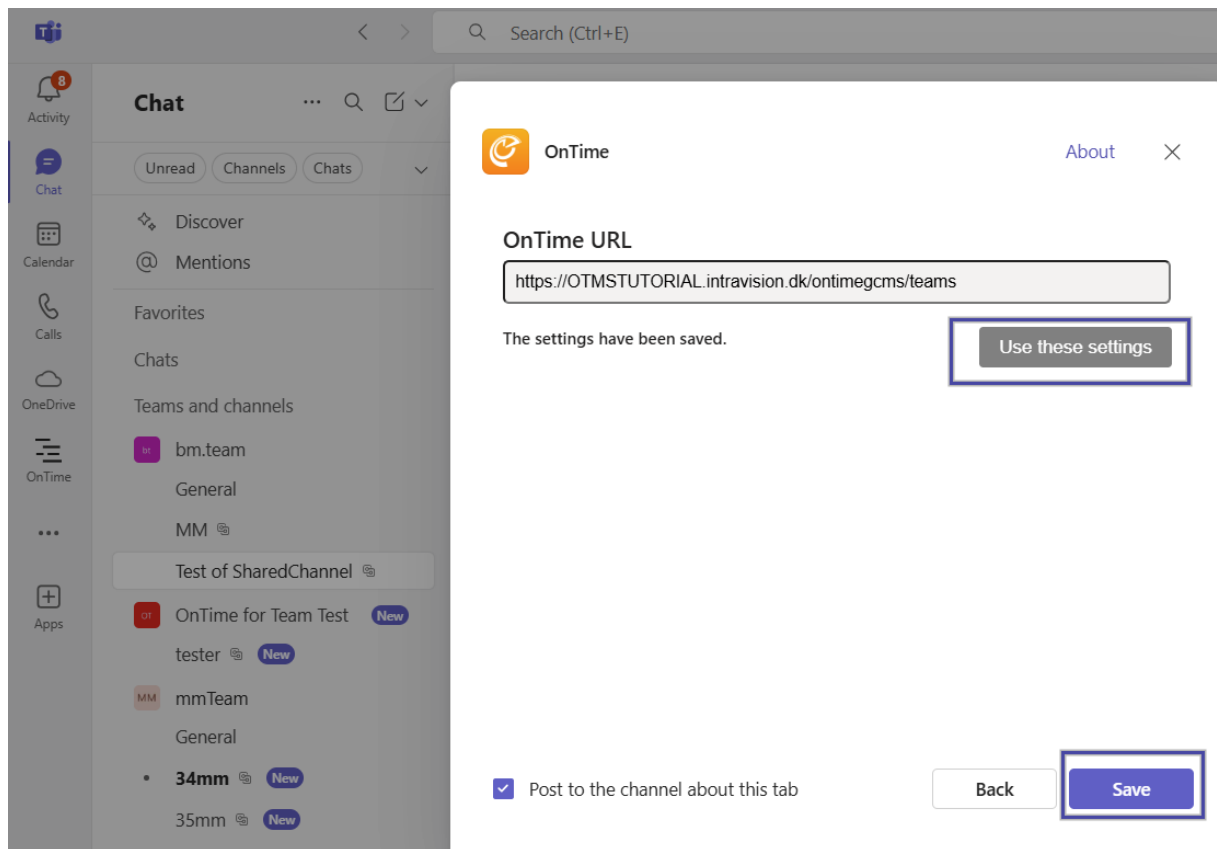 Search (Ctrl+E)
8
Activity
Chat
Calendar
Calls
OneDrive
OnTime
Apps
Chat
Unread
Channels
Chats
Discover
Mentions
Favorites
Chats
Teams and channels
bt
bm.team
General
MM
Test of SharedChannel
OT
OnTime for Team Test New
tester New
MM
mmTeam
General
34mm New
35mm New
OnTime
About
OnTime URL
https://OTMSTUTORIAL.intravision.dk/ontimegcms/teams
The settings have been saved.
Use these settings
Post to the channel about this tab
Back
Save